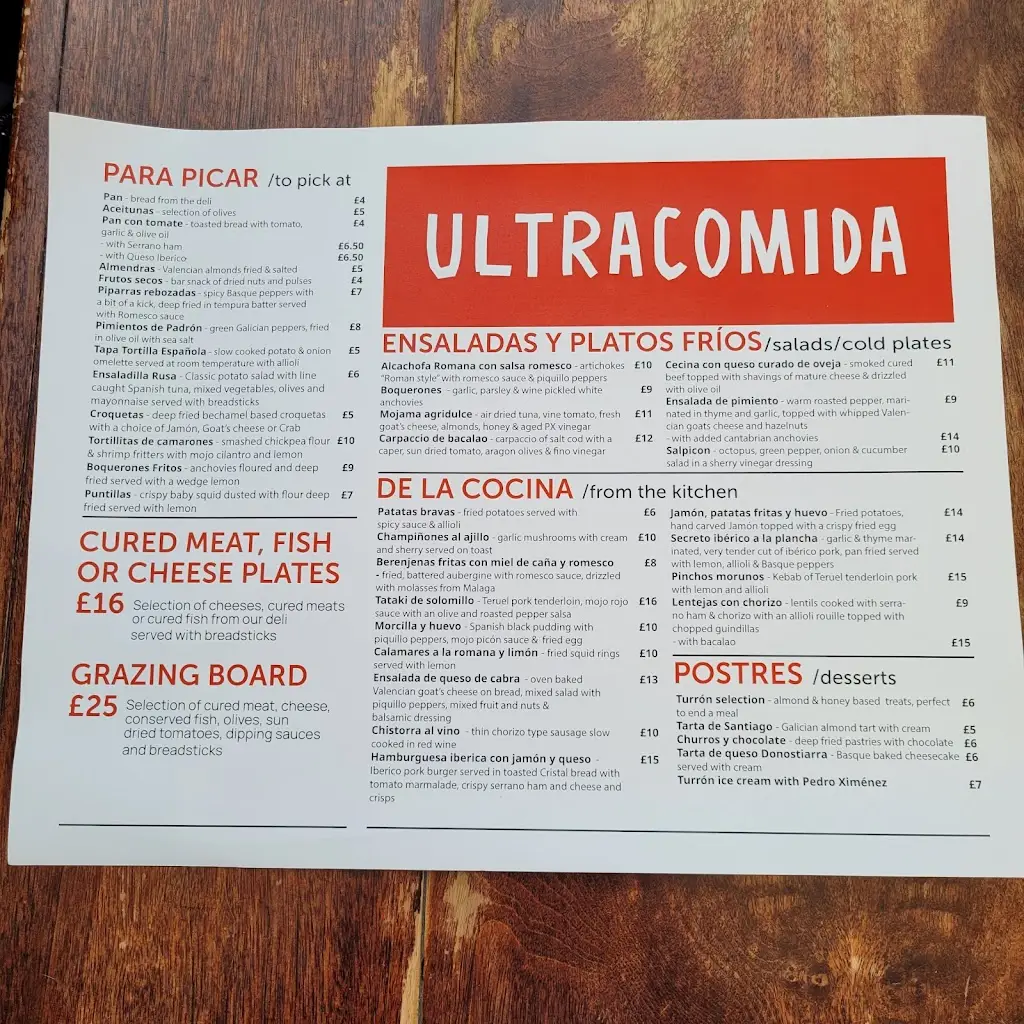 PARA PICAR /to pick at
Pan - bread from the deli £4
Aceitunas - selection of olives £5
Pan con tomate - toasted bread with tomato, £4
garlic & olive oil
- with Serrano ham £6.50
- with Queso Iberico £6.50
Almendras - Valencian almonds fried & salted £5
Frutos secos - bar snack of dried nuts and pulses £4
Piparras rebozadas - spicy Basque peppers with £7
a bit of a kick, deep fried in tempura batter served
with Romesco sauce
Pimientos de Padrón - green Galician peppers, fried £8
in olive oil with sea salt
Tapa Tortilla Española - slow cooked potato & onion £5
omelette served at room temperature with allioli
Ensaladilla Rusa - Classic potato salad with line £6
caught Spanish tuna, mixed vegetables, olives and
mayonnaise served with breadsticks
Croquetas - deep fried bechamel based croquetas £5
with a choice of Jamón, Goat's cheese or Crab
Tortillitas de camarones - smashed chickpea flour £10
& shrimp fritters with mojo cilantro and lemon
Boquerones Fritos - anchovies floured and deep £9
fried served with a wedge lemon
Puntillas - crispy baby squid dusted with flour deep £7
fried served with lemon
CURED MEAT, FISH
OR CHEESE PLATES
£16 Selection of cheeses, cured meats
or cured fish from our deli
served with breadsticks
GRAZING BOARD
£25 Selection of cured meat, cheese,
conserved fish, olives, sun
dried tomatoes, dipping sauces
and breadsticks
ULTRACOMIDA
ENSALADAS Y PLATOS FRÍOS/salads/cold plates
Alcachofa Romana con salsa romesco - artichokes £10
"Roman style" with romesco sauce & piquillo peppers
Boquerones - garlic, parsley & wine pickled white £9
anchovies
Mojama agridulce - air dried tuna, vine tomato, fresh £11
goat's cheese, almonds, honey & aged PX vinegar
Carpaccio de bacalao - carpaccio of salt cod with a £12
caper, sun dried tomato, aragon olives & fino vinegar
Cecina con queso curado de oveja - smoked cured £11
beef topped with shavings of mature cheese & drizzled
with olive oil
Ensalada de pimiento - warm roasted pepper, mari- £9
nated in thyme and garlic, topped with whipped Valen-
cian goats cheese and hazelnuts
- with added cantabrian anchovies £14
Salpicon - octopus, green pepper, onion & cucumber £10
salad in a sherry vinegar dressing
DE LA COCINA /from the kitchen
Patatas bravas - fried potatoes served with £6
spicy sauce & allioli
Champiñones al ajillo - garlic mushrooms with cream £10
and sherry served on toast
Berenjenas fritas con miel de caña y romesco £8
- fried, battered aubergine with romesco sauce, drizzled
with molasses from Malaga
Tataki de solomillo - Teruel pork tenderloin, mojo rojo £16
sauce with an olive and roasted pepper salsa
Morcilla y huevo - Spanish black pudding with £10
piquillo peppers, mojo picón sauce & fried egg
Calamares a la romana y limón - fried squid rings £10
served with lemon
Ensalada de queso de cabra - oven baked £13
Valencian goat's cheese on bread, mixed salad with
piquillo peppers, mixed fruit and nuts &
balsamic dressing
Chistorra al vino - thin chorizo type sausage slow £10
cooked in red wine
Hamburguesa iberica con jamón y queso - £15
Iberico pork burger served in toasted Cristal bread with
tomato marmalade, crispy serrano ham and cheese and
crisps
Jamón, patatas fritas y huevo - Fried potatoes, £14
hand carved Jamón topped with a crispy fried egg
Secreto ibérico a la plancha - garlic & thyme mar- £14
inated, very tender cut of ibérico pork, pan fried served
with lemon, allioli & Basque peppers
Pinchos morunos - Kebab of Teruel tenderloin pork £15
with lemon and allioli
Lentejas con chorizo - lentils cooked with serra- £9
no ham & chorizo with an allioli rouille topped with
chopped guindillas
- with bacalao £15
POSTRES /desserts
Turrón selection - almond & honey based treats, perfect £6
to end a meal
Tarta de Santiago - Galician almond tart with cream £5
Churros y chocolate - deep fried pastries with chocolate £6
Tarta de queso Donostiarra - Basque baked cheesecake £6
served with cream
Turrón ice cream with Pedro Ximénez £7